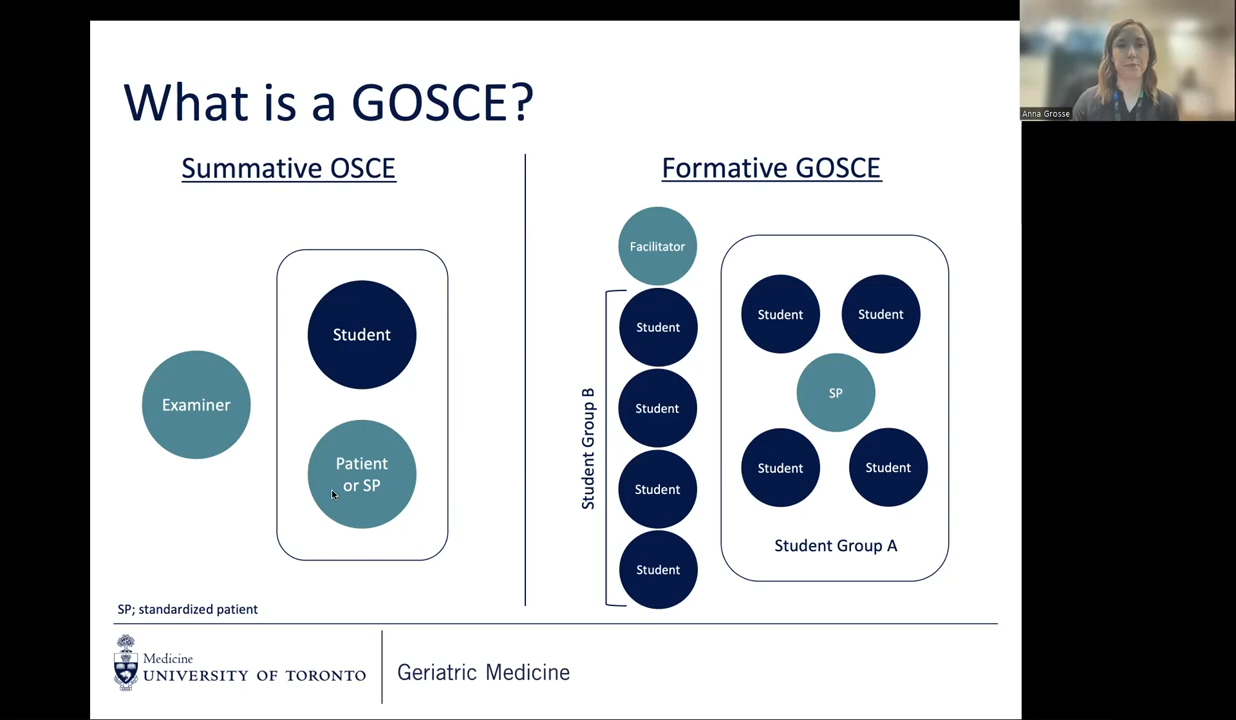 What is a GOSCE?
Summative OSCE
Examiner
Student
Patient
or SP
Formative GOSCE
Facilitator
Student Group B
Student
Student
Student
Student
Student
Student
SP
Student
Student
Student Group A
SP; standardized patient
Medicine
UNIVERSITY OF TORONTO
Geriatric Medicine
Anna Grosse